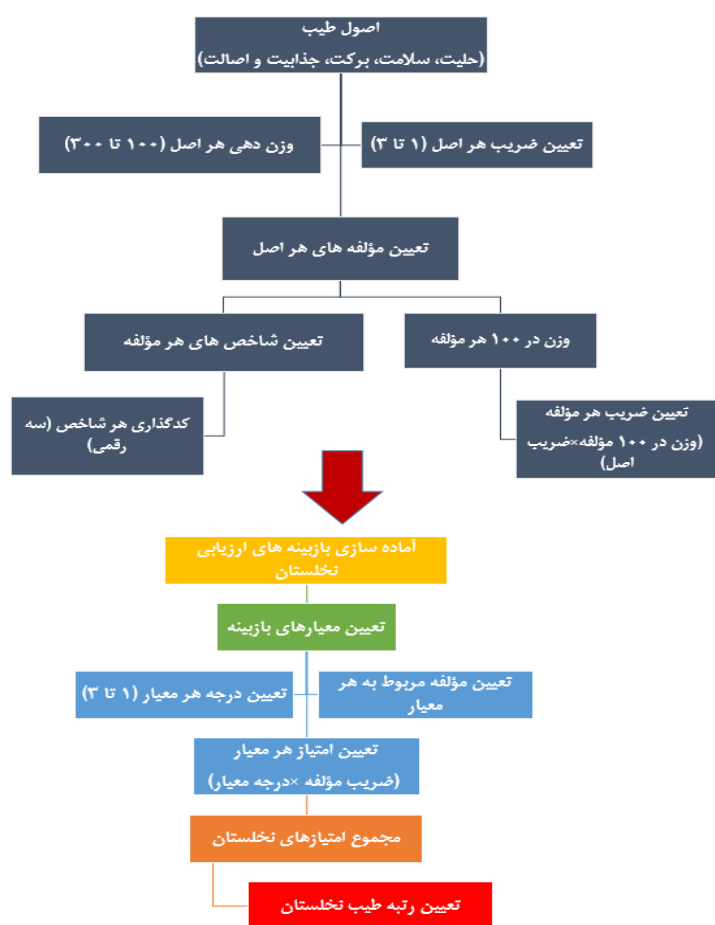 اصول طیب
(حلیت، سلامت، برکت، جذابیت و اصالت)
تعیین ضریب هر اصل (۱ تا ۳)
وزن دهی هر اصل (۱۰۰ تا ۳۰۰)
تعیین مؤلفه های هر اصل
وزن در ۱۰۰ هر مؤلفه
تعیین شاخص های هر مؤلفه
تعیین ضریب هر مؤلفه
(وزن در ۱۰۰ مؤلفه×ضریب
اصل)
کدگذاری هر شاخص (سه
رقمی)
آماده سازی بازبینه های ارزیابی
نخلستان
تعیین معیارهای بازبینه
تعیین مؤلفه مربوط به هر
معیار
تعیین درجه هر معیار (۱ تا ۳)
تعیین امتیاز هر معیار
(ضریب مؤلفه ×درجه معیار)
مجموع امتیازهای نخلستان
تعیین رتبه طیب نخلستان